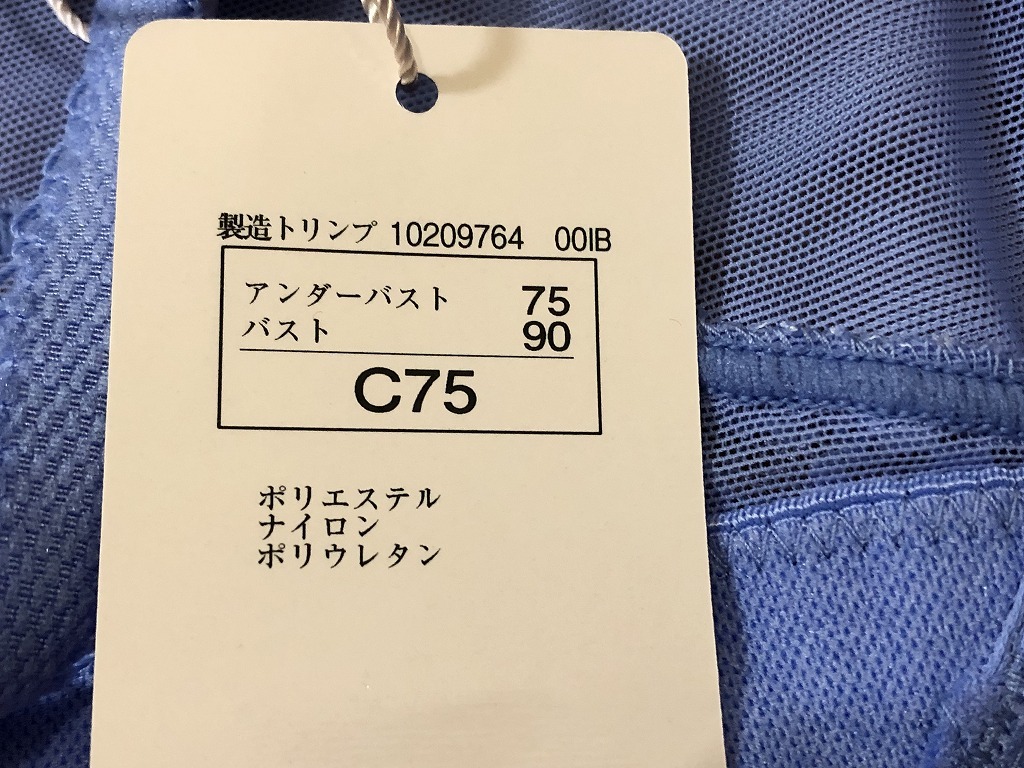 製造トリンプ 10209764 00IB
アンダーバスト 75
バスト 90
C75
ポリエステル
ナイロン
ポリウレタン